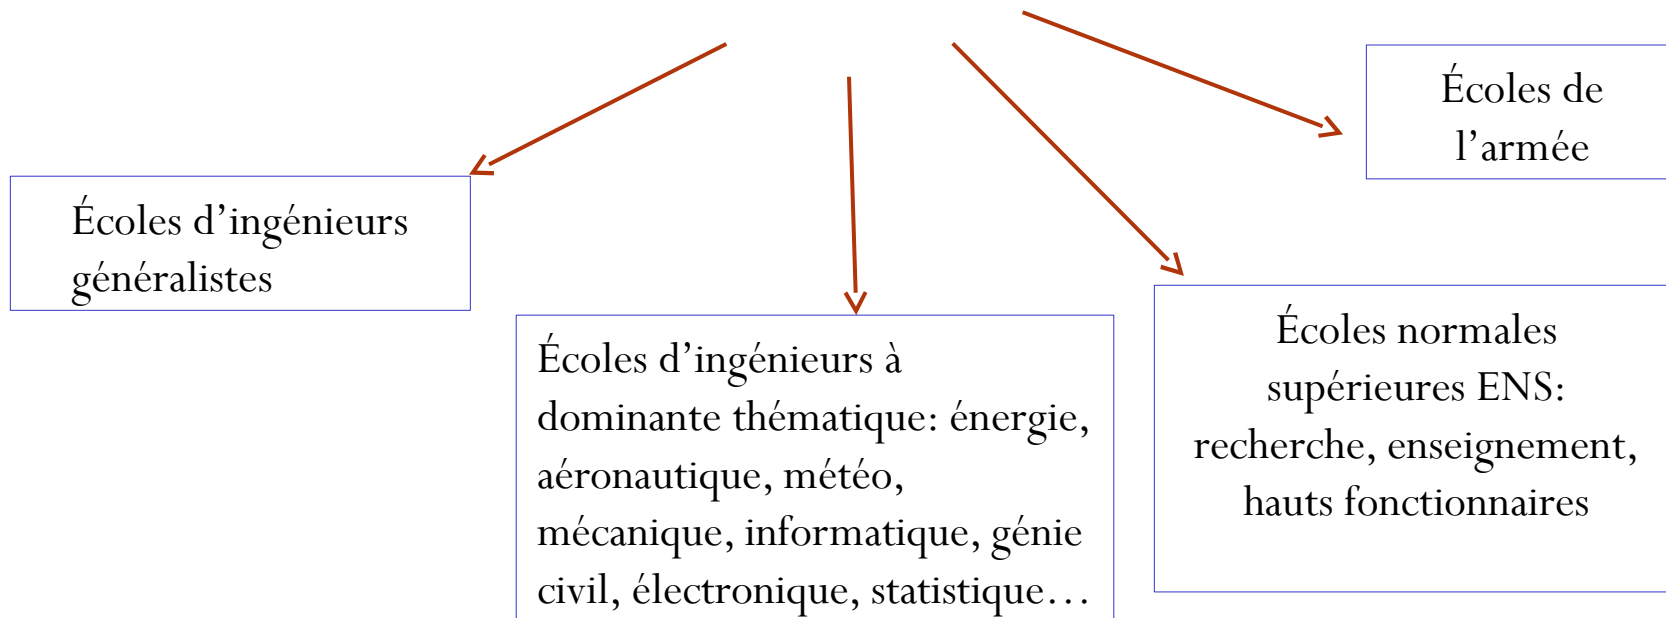 Écoles de
l’armée
Écoles d’ingénieurs
généralistes
Écoles d’ingénieurs à
dominante thématique: énergie,
aéronautique, météo,
mécanique, informatique, génie
civil, électronique, statistique…
Écoles normales
supérieures ENS:
recherche, enseignement,
hauts fonctionnaires